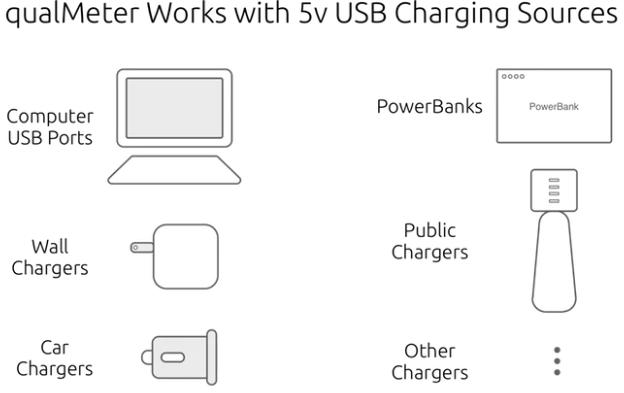 qualMeter Works with 5v USB Charging Sources
Computer
USB Ports
PowerBanks
PowerBank
Wall
Chargers
Public
Chargers
Car
Chargers
Other
Chargers